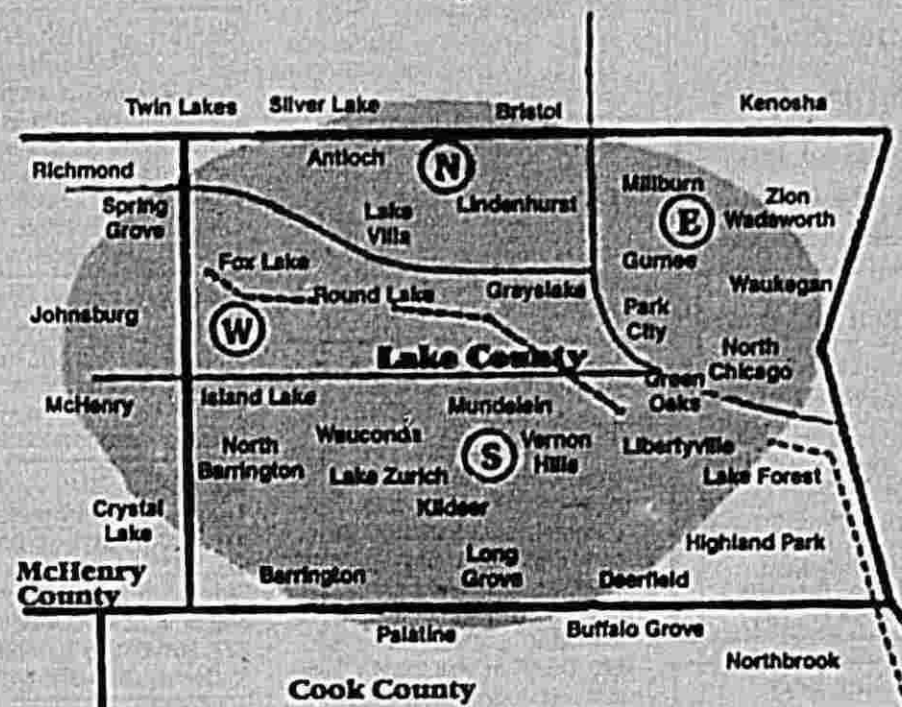 Twin Lakes
Silver Lake
Bristol
Kenosha
Richmond
Antioch
N
Millburn
Zion
Spring
Grove
Lake
Villa
Lindenhurst
E
Wadsworth
Fox Lake
Gurnee
Johnsburg
Round Lake
Grayslake
Park
City
Waukegan
W
Lake County
North
Chicago
McHenry
Island Lake
Mundelein
Green
Oaks
North
Barrington
Wauconda
Lake Zurich
S
Vernon
Hills
Libertyville
Lake Forest
Crystal
Lake
Kildeer
Highland Park
McHenry
County
Barrington
Long
Grove
Deerfield
Palatine
Buffalo Grove
Northbrook
Cook County